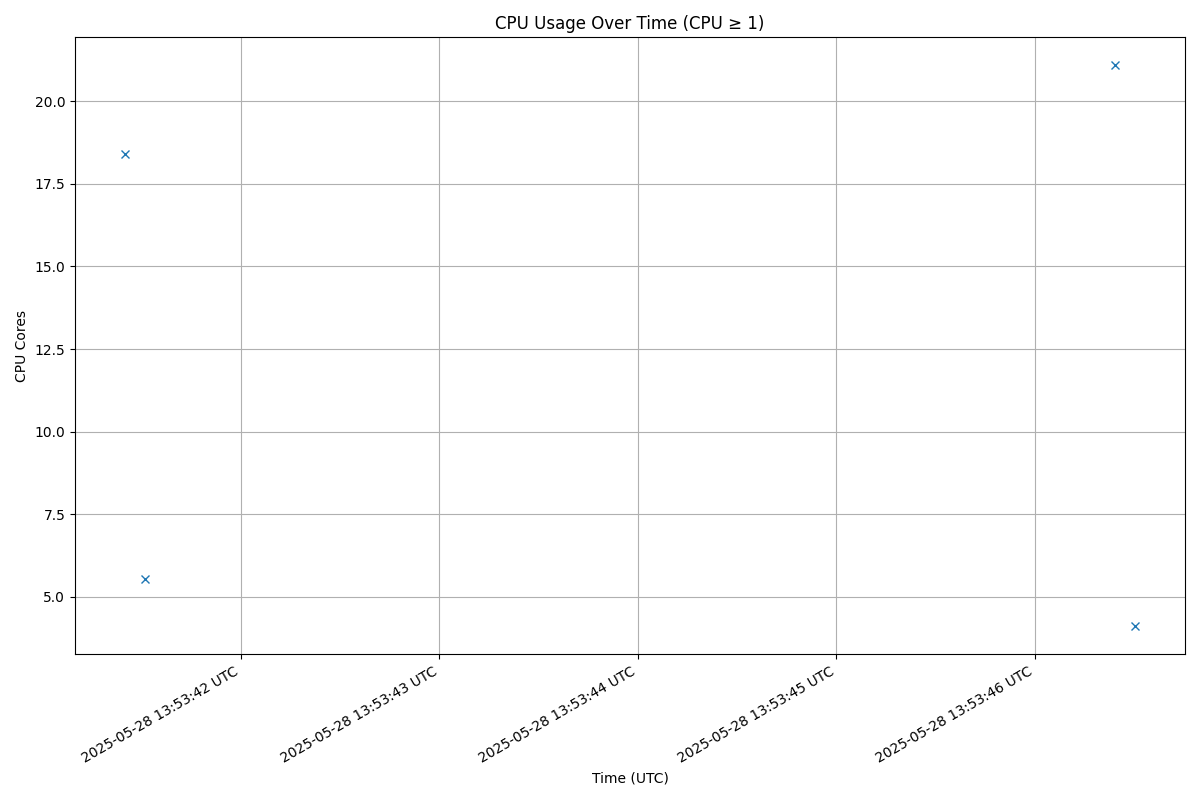 CPU Usage Over Time (CPU ≥ 1)
20.0
17.5
15.0
12.5
10.0
7.5
5.0
CPU Cores
2025-05-28 13:53:42 UTC
2025-05-28 13:53:43 UTC
2025-05-28 13:53:44 UTC
2025-05-28 13:53:45 UTC
2025-05-28 13:53:46 UTC
Time (UTC)